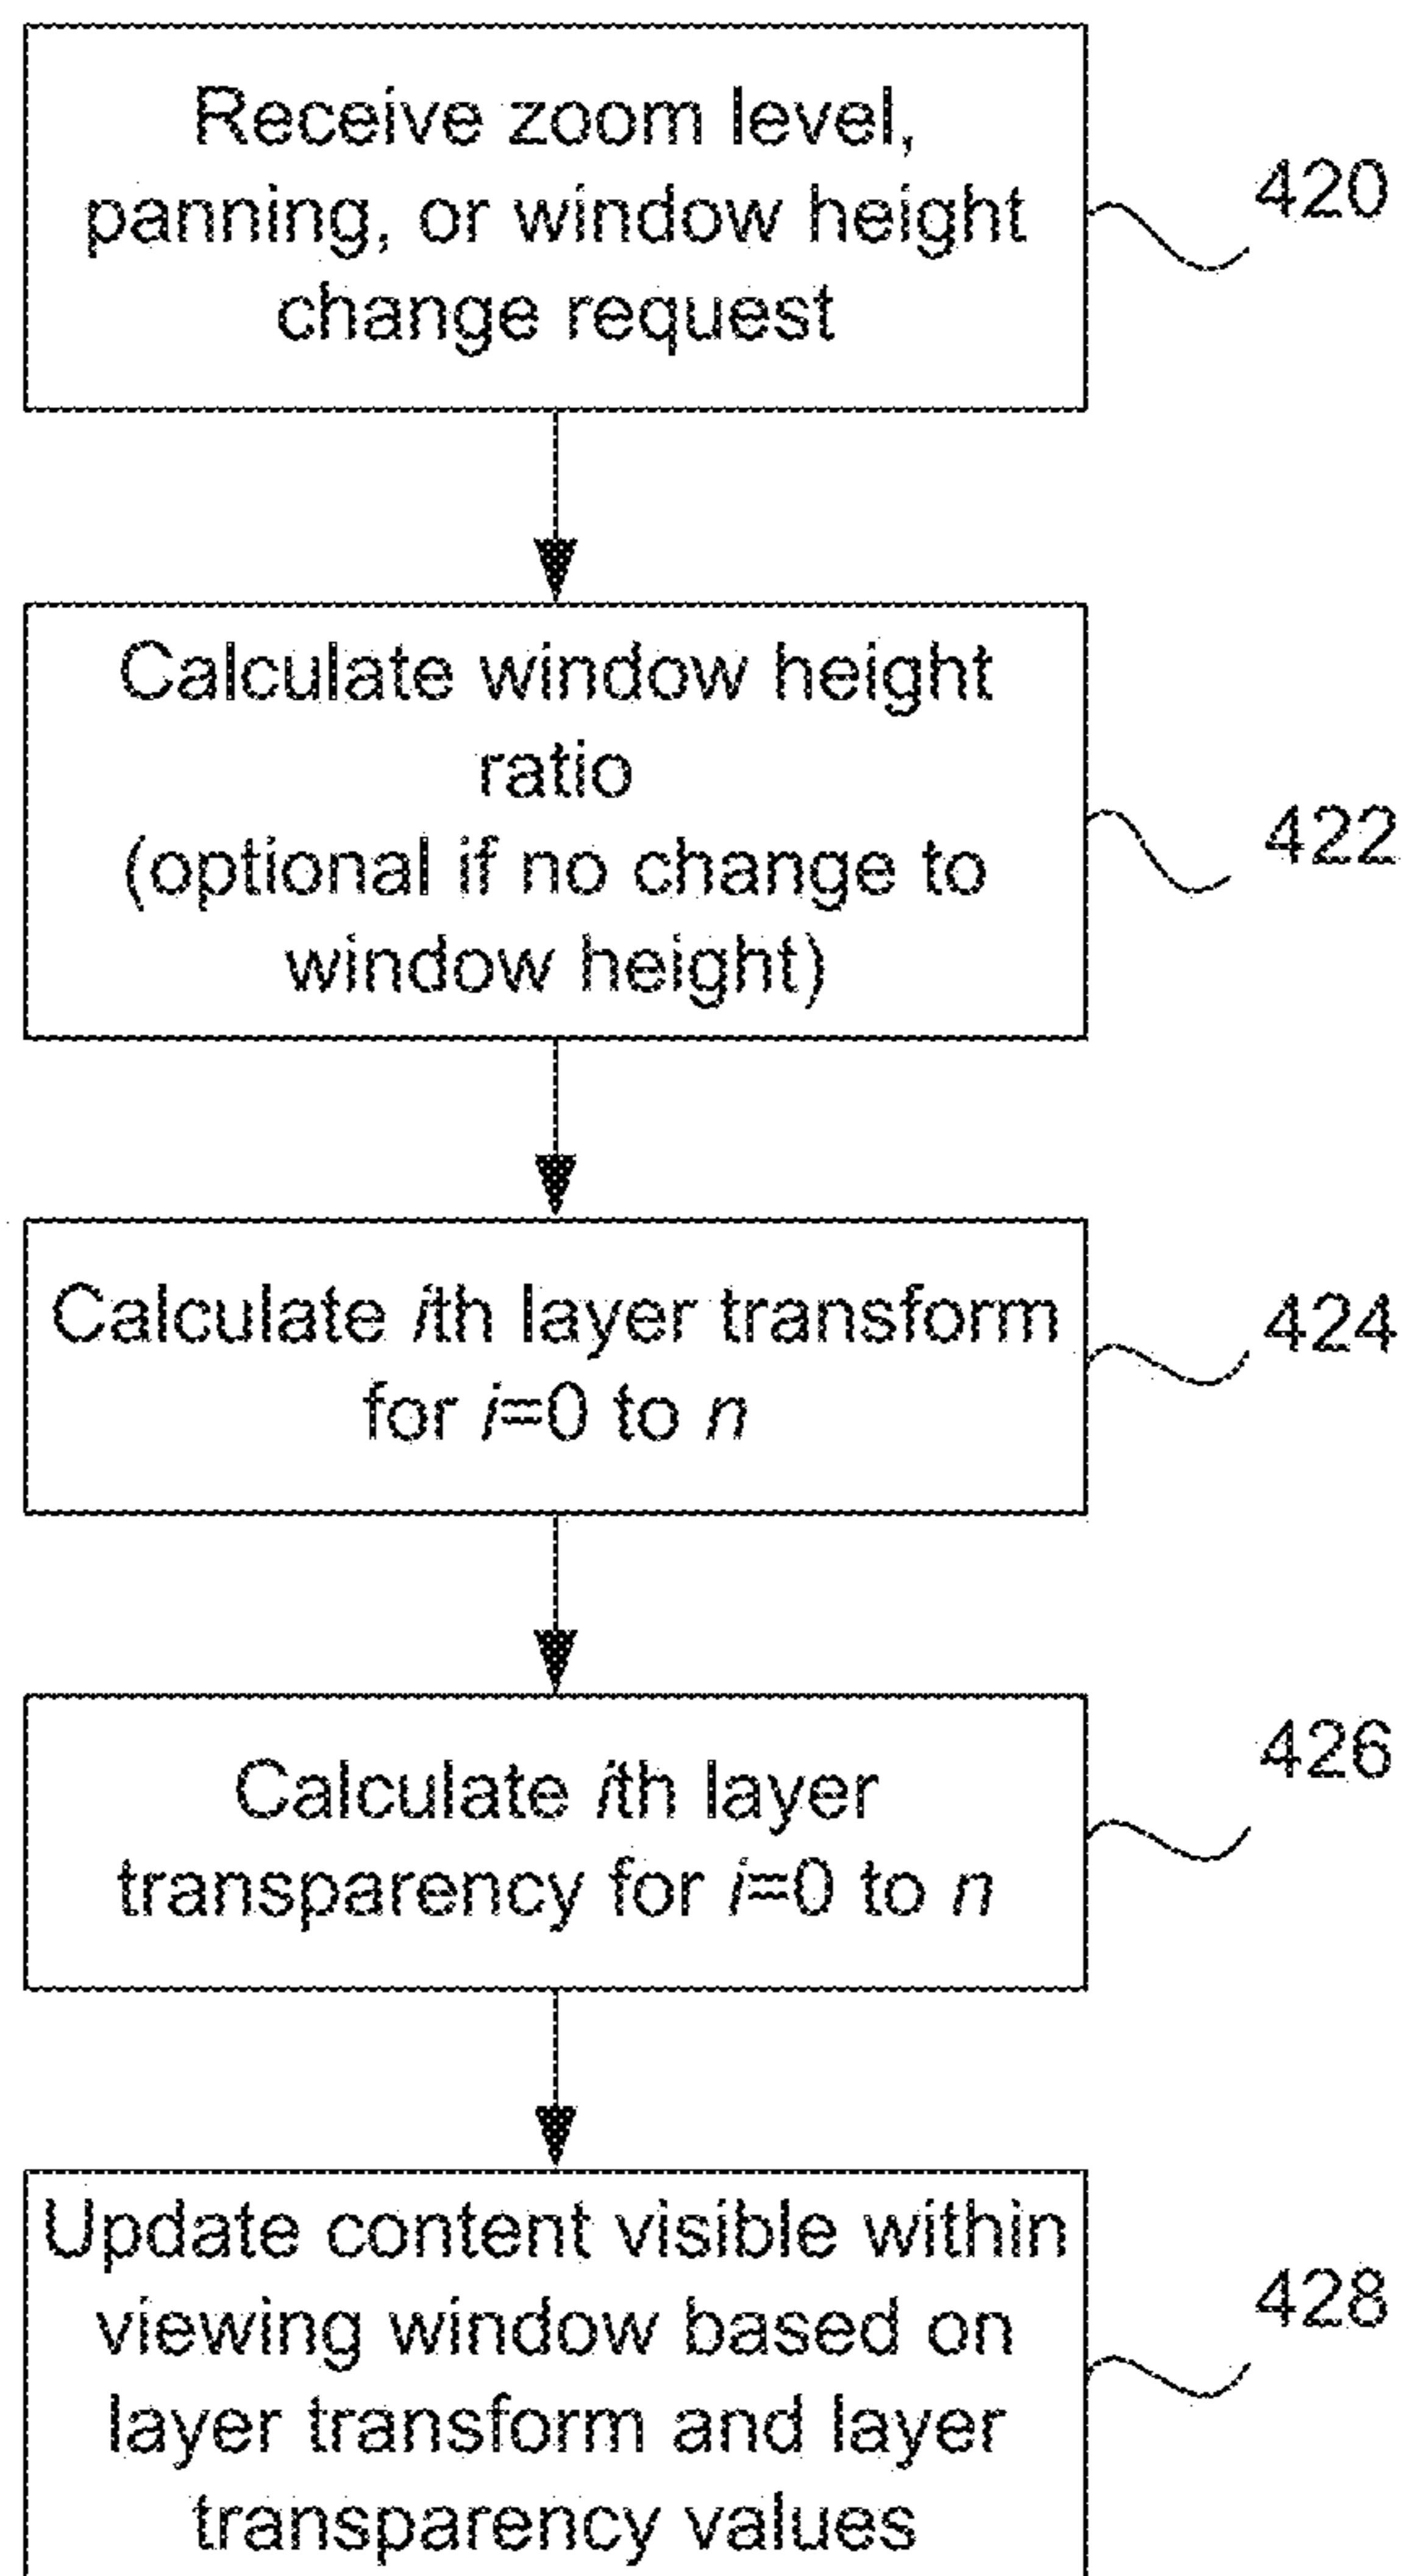 Receive zoom level,
panning, or window height
change request
420
Calculate window height
ratio
(optional if no change to
window height)
422
Calculate ith layer transform
for i=0 to n
424
Calculate ith layer
transparency for i=0 to n
426
Update content visible within
viewing window based on
layer transform and layer
transparency values
428